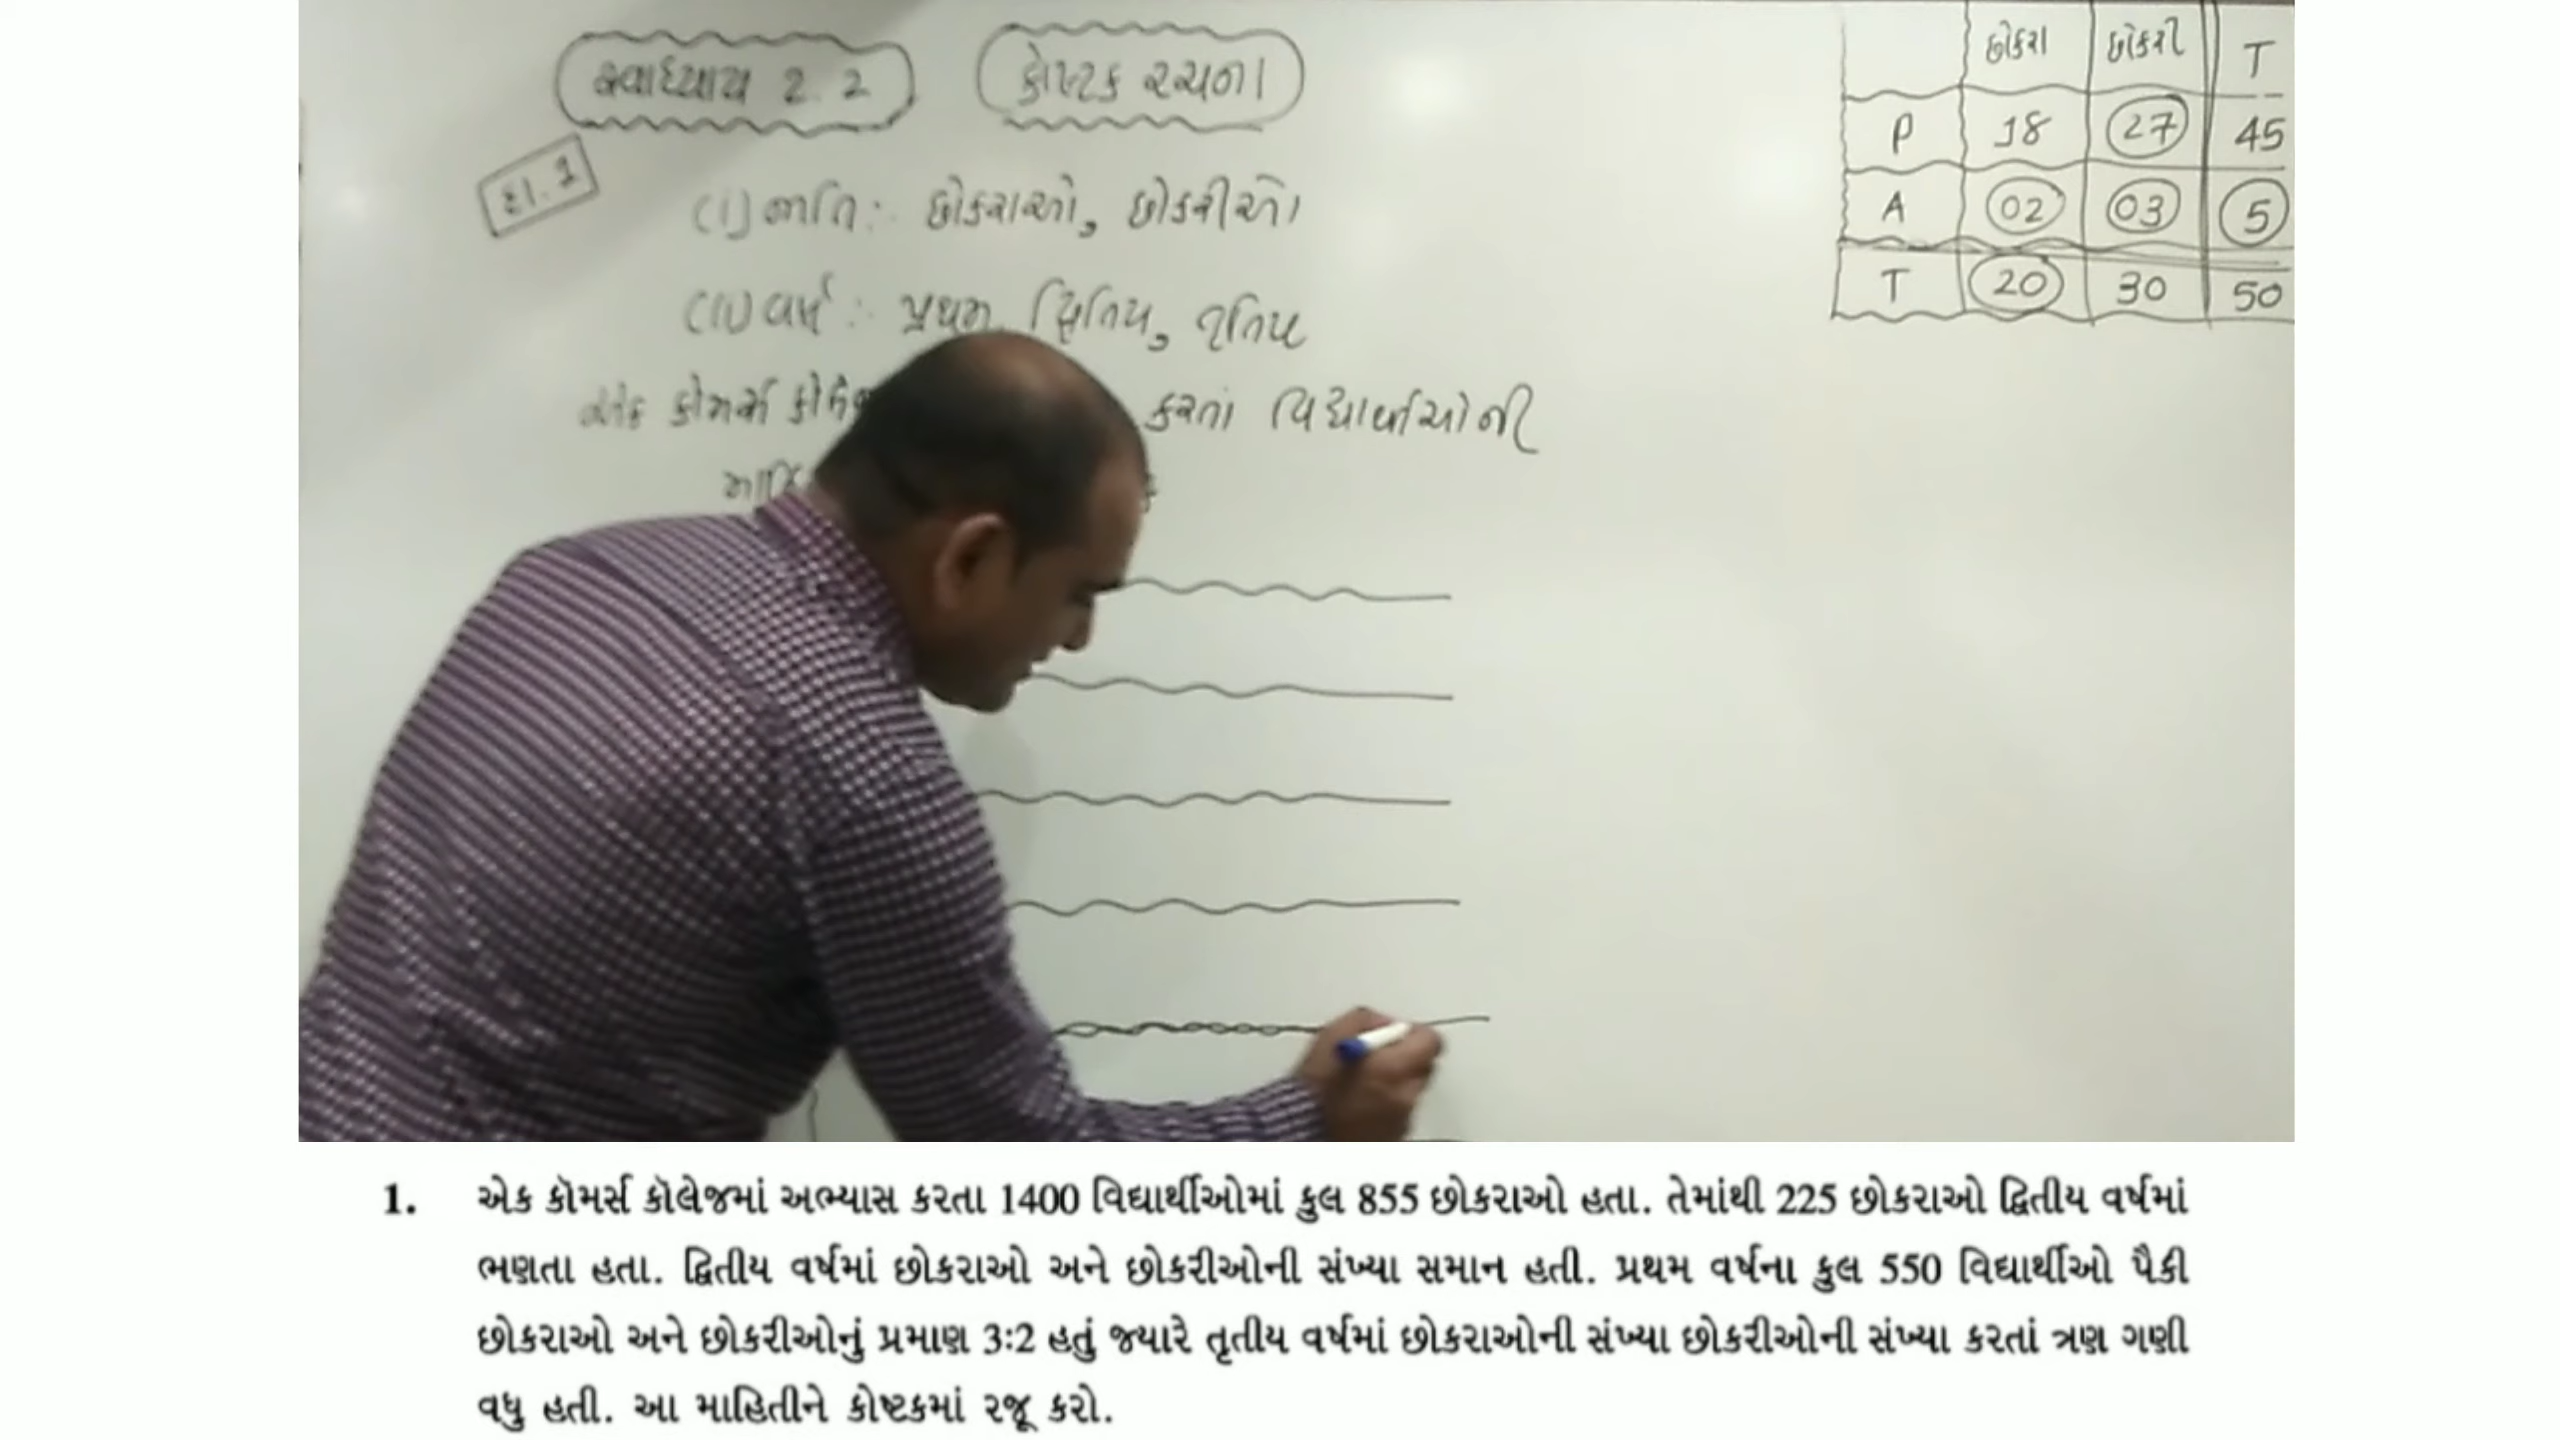 સ્વાધ્યાય 2.2
કોષ્ટક રચના
દા.1
(i) જાતિ : છોકરાઓ, છોકરીઓ
(ii) વર્ષ : પ્રથમ દ્વિતિય, તૃતિય
એક કોમર્સ કરતાં વિદ્યાર્થીઓની
છોકરા છોકરી T
P 18 27 45
A 02 03 5
T 20 30 50
1. એક કૉમર્સ કૉલેજમાં અભ્યાસ કરતા 1400 વિદ્યાર્થીઓમાં કુલ 855 છોકરાઓ હતા. તેમાંથી 225 છોકરાઓ દ્વિતીય વર્ષમાં
ભણતા હતા. દ્વિતીય વર્ષમાં છોકરાઓ અને છોકરીઓની સંખ્યા સમાન હતી. પ્રથમ વર્ષના કુલ 550 વિદ્યાર્થીઓ પૈકી
છોકરાઓ અને છોકરીઓનું પ્રમાણ 3:2 હતું જ્યારે તૃતીય વર્ષમાં છોકરાઓની સંખ્યા છોકરીઓની સંખ્યા કરતાં ત્રણ ગણી
વધુ હતી. આ માહિતીને કોષ્ટકમાં રજૂ કરો.